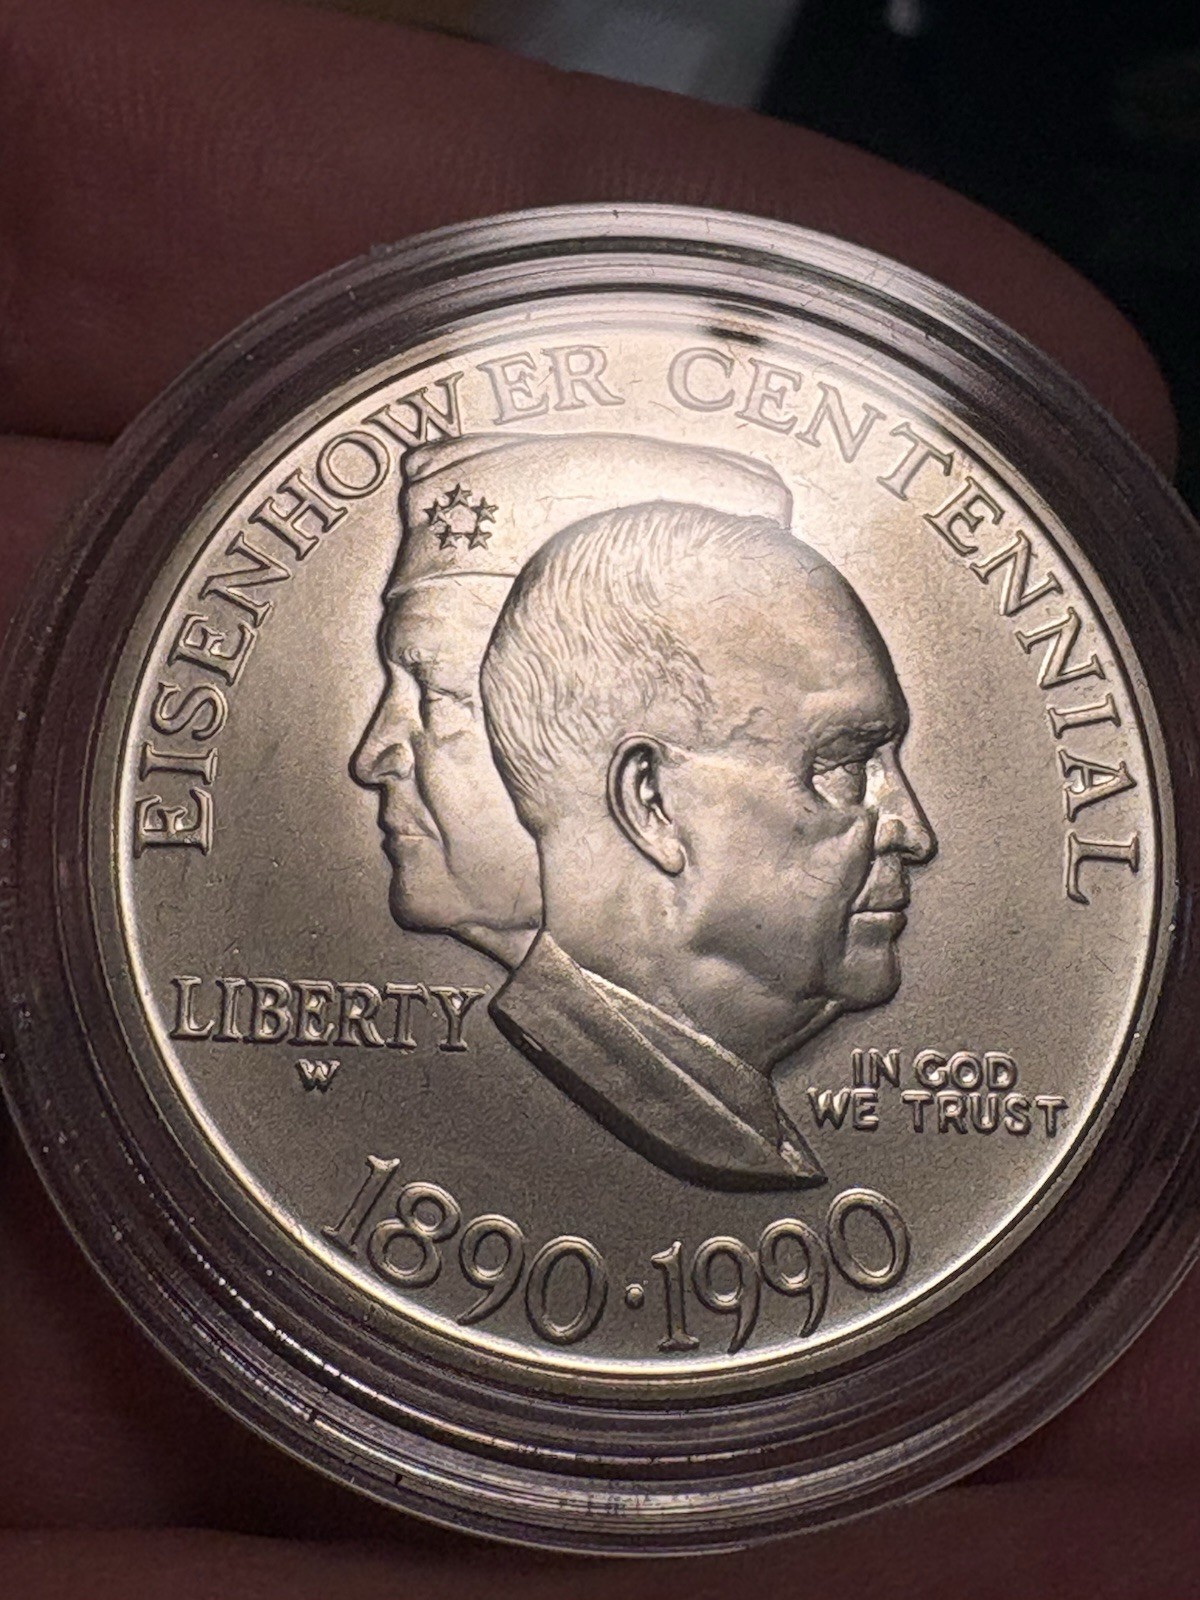 EISENHOWER CENTENNIAL
LIBERTY
W
IN GOD
WE TRUST
1890·1990